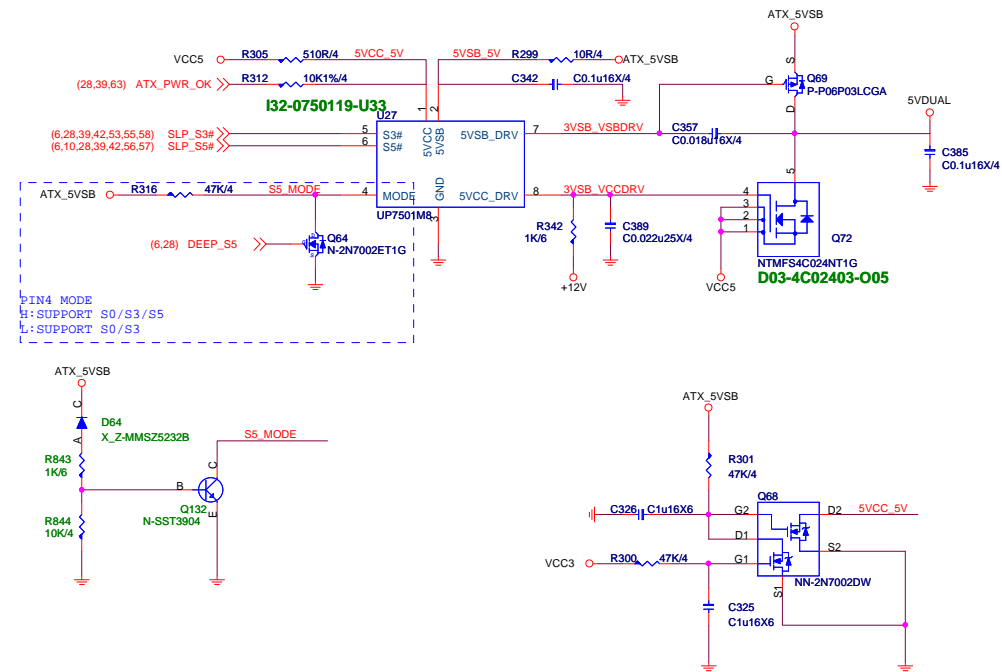 ATX_5VSB
VCC5 R305 510R/4 5VCC_5V 5VSB_5V R299 10R/4 ATX_5VSB
(28,39,63) ATX_PWR_OK R312 10K1%/4 C342 C0.1u16X/4
S
G Q69
P-P06P03LCGA
D
I32-0750119-U33
U27
1 2
5VDUAL
(6,28,39,42,53,55,58) SLP_S3# 5 S3# 5VCC 5VSB 5VSB_DRV 7 3VSB_VSBDRV C357
C0.018u16X/4
(6,10,28,39,42,56,57) SLP_S5# 6 S5#
C385
C0.1u16X/4
5
ATX_5VSB R316 47K/4 S5_MODE 4 MODE GND 5VCC_DRV 8 3VSB_VCCDRV 4
3
2
1
UP7501M8 3
R342
1K/6
C389
C0.022u25X/4
Q72
NTMFS4C024NT1G
D03-4C02403-O05
+12V VCC5
(6,28) DEEP_S5 Q64
N-2N7002ET1G
PIN4 MODE
H:SUPPORT S0/S3/S5
L:SUPPORT S0/S3
ATX_5VSB
C
D64
X_Z-MMSZ5232B
A
R843
1K/6
S5_MODE
C
B
Q132
N-SST3904
E
R844
10K/4
ATX_5VSB
R301
47K/4
Q68
C326 C1u16X6 G2 D2 5VCC_5V
D1
S2
VCC3 R300 47K/4 G1
NN-2N7002DW
S1
C325
C1u16X6